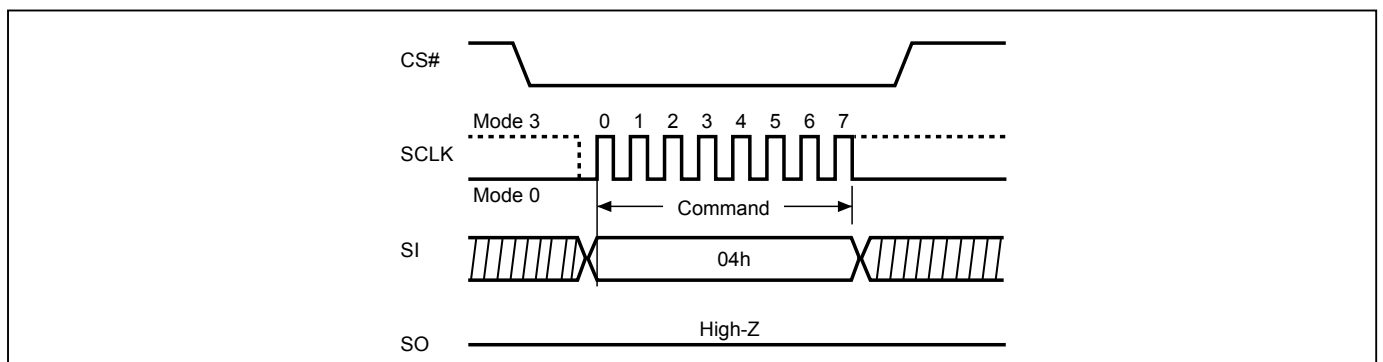 CS#
Mode 3
0 1 2 3 4 5 6 7
SCLK
Mode 0
Command
SI
04h
High-Z
SO